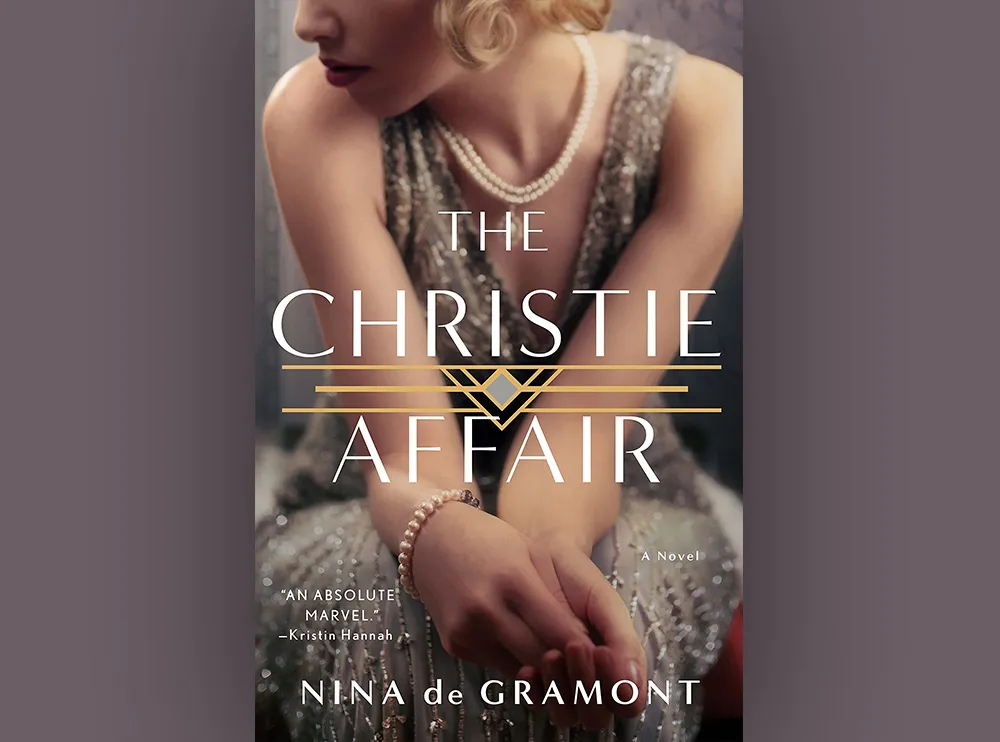 THE
CHRISTIE
AFFAIR
A Novel
“AN ABSOLUTE
MARVEL.”
—Kristin Hannah
NINA de GRAMONT